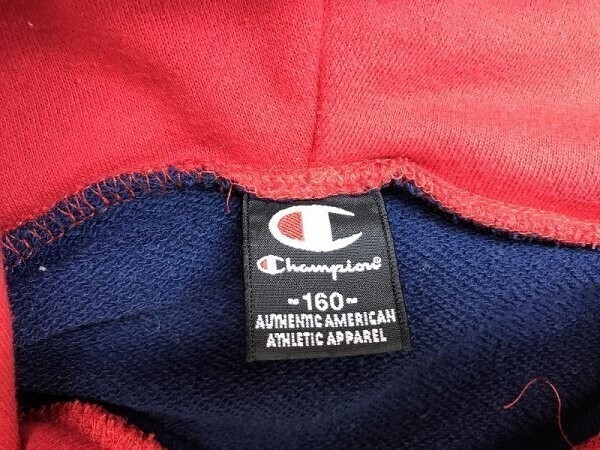 Champion®
~160~
AUTHENTIC AMERICAN
ATHLETIC APPAREL